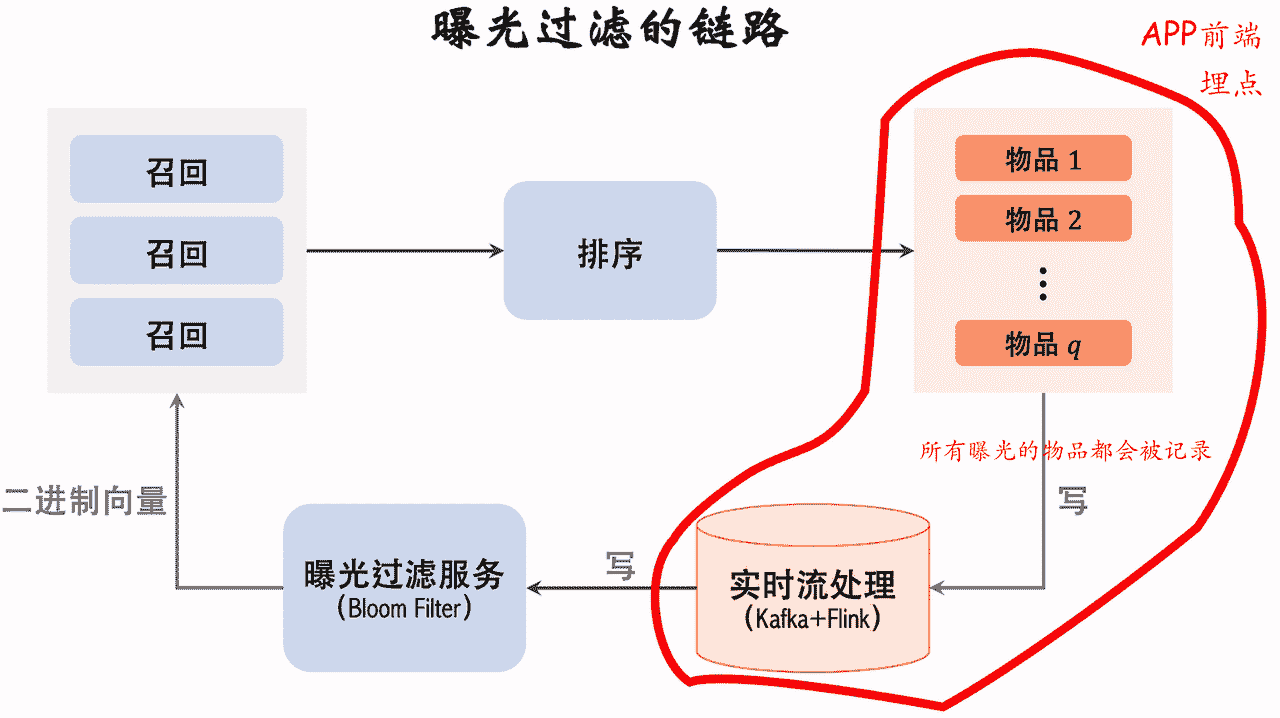 曝光过滤的链路
APP前端
埋点
召回
召回
召回
排序
物品 1
物品 2
⋮
物品 q
所有曝光的物品都会被记录
写
二进制向量
曝光过滤服务
(Bloom Filter)
写
实时流处理
(Kafka+Flink)